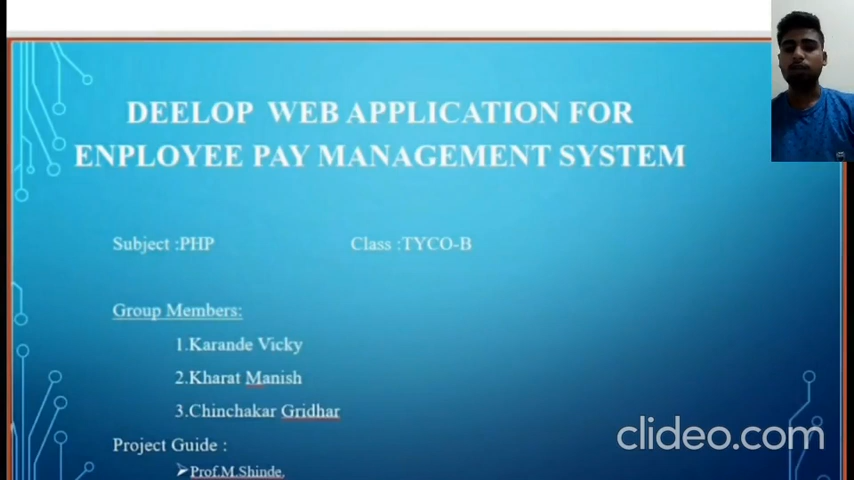 DEELOP WEB APPLICATION FOR
ENPLOYEE PAY MANAGEMENT SYSTEM
Subject :PHP Class :TYCO-B
Group Members:
1.Karande Vicky
2.Kharat Manish
3.Chinchakar Gridhar
Project Guide :
➢Prof.M.Shinde,
clideo.com